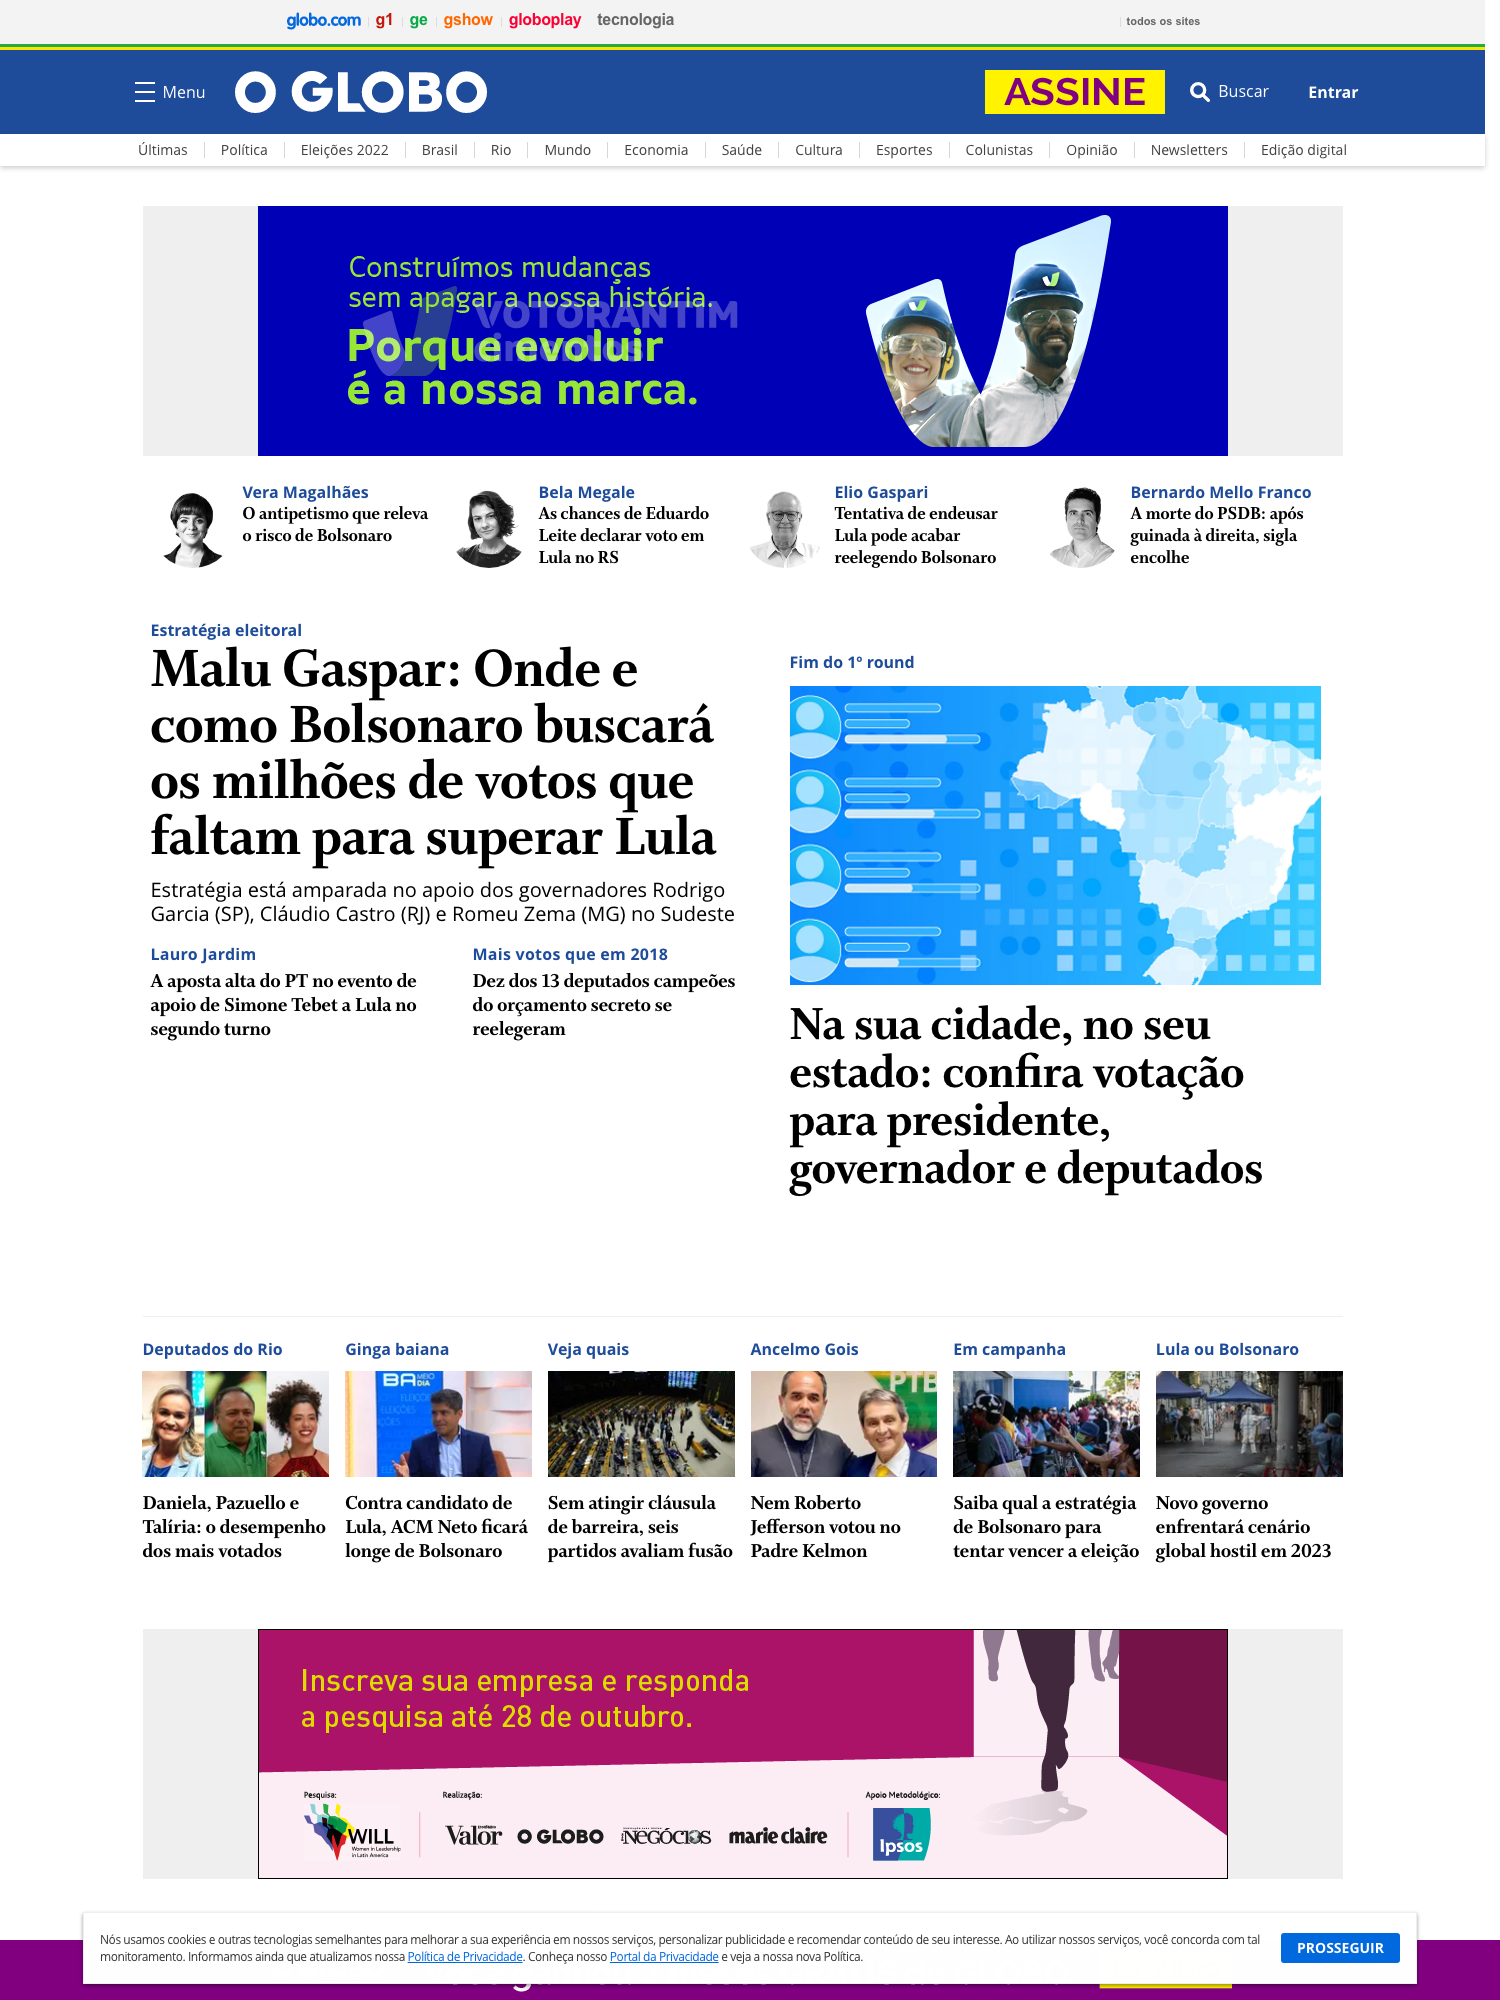 globo.com g1 ge gshow globoplay tecnologia todos os sites
Menu O GLOBO ASSINE Buscar Entrar
Últimas Política Eleições 2022 Brasil Rio Mundo Economia Saúde Cultura Esportes Colunistas Opinião Newsletters Edição digital
Construímos mudanças
sem apagar a nossa história.
VOTORANTIM
cimentos
Porque evoluir
é a nossa marca.
Vera Magalhães
O antipetismo que releva
o risco de Bolsonaro
Bela Megale
As chances de Eduardo
Leite declarar voto em
Lula no RS
Elio Gaspari
Tentativa de endeusar
Lula pode acabar
reelegendo Bolsonaro
Bernardo Mello Franco
A morte do PSDB: após
guinada à direita, sigla
encolhe
Estratégia eleitoral
Malu Gaspar: Onde e
como Bolsonaro buscará
os milhões de votos que
faltam para superar Lula
Estratégia está amparada no apoio dos governadores Rodrigo
Garcia (SP), Cláudio Castro (RJ) e Romeu Zema (MG) no Sudeste
Lauro Jardim
A aposta alta do PT no evento de
apoio de Simone Tebet a Lula no
segundo turno
Mais votos que em 2018
Dez dos 13 deputados campeões
do orçamento secreto se
reelegeram
Fim do 1º round
Na sua cidade, no seu
estado: confira votação
para presidente,
governador e deputados
Deputados do Rio
Daniela, Pazuello e
Talíria: o desempenho
dos mais votados
Ginga baiana
BA MEIO
DIA
ELEIÇÕES
Contra candidato de
Lula, ACM Neto ficará
longe de Bolsonaro
Veja quais
Sem atingir cláusula
de barreira, seis
partidos avaliam fusão
Ancelmo Gois
PTB
Nem Roberto
Jefferson votou no
Padre Kelmon
Em campanha
Saiba qual a estratégia
de Bolsonaro para
tentar vencer a eleição
Lula ou Bolsonaro
Novo governo
enfrentará cenário
global hostil em 2023
Inscreva sua empresa e responda
a pesquisa até 28 de outubro.
Pesquisa:
WILL
Women in Leadership
in Latin America
Realização:
Valor O GLOBO NEGÓCIOS marie claire
Apoio Metodológico:
Ipsos
Nós usamos cookies e outras tecnologias semelhantes para melhorar a sua experiência em nossos serviços, personalizar publicidade e recomendar conteúdo de seu interesse. Ao utilizar nossos serviços, você concorda com tal
monitoramento. Informamos ainda que atualizamos nossa Política de Privacidade. Conheça nosso Portal da Privacidade e veja a nossa nova Política.
PROSSEGUIR